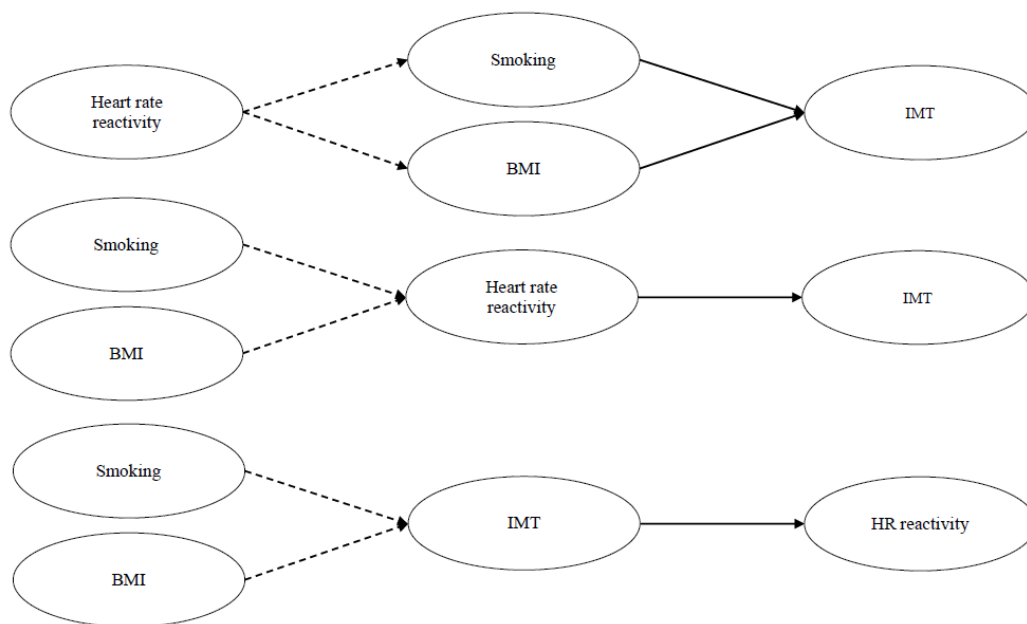 Smoking
Heart rate
reactivity
IMT
BMI
Smoking
Heart rate
reactivity
IMT
BMI
Smoking
IMT
HR reactivity
BMI